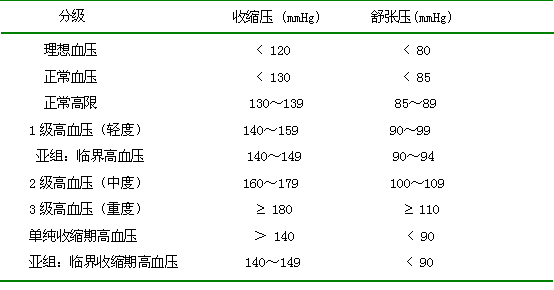 分级 收缩压 (mmHg) 舒张压(mmHg)
理想血压 < 120 < 80
正常血压 < 130 < 85
正常高限 130～139 85～89
1级高血压（轻度） 140～159 90～99
亚组：临界高血压 140～149 90～94
2级高血压（中度） 160～179 100～109
3级高血压（重度） ≥ 180 ≥ 110
单纯收缩期高血压 > 140 < 90
亚组：临界收缩期高血压 140～149 < 90